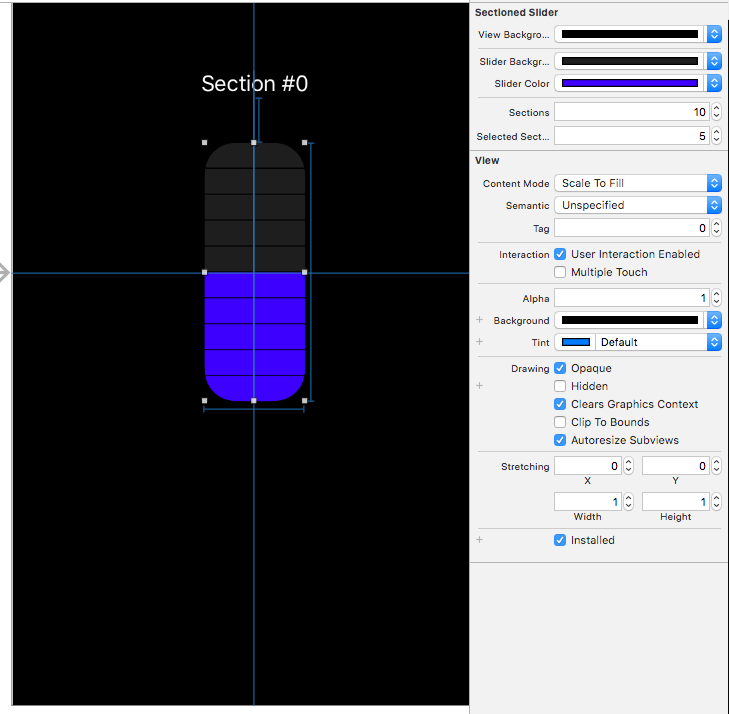 Section #0
Sectioned Slider
View Backgro...
Slider Backgr...
Slider Color
Sections 10
Selected Sect... 5
View
Content Mode Scale To Fill
Semantic Unspecified
Tag 0
Interaction User Interaction Enabled
Multiple Touch
Alpha 1
+ Background
+ Tint Default
Drawing Opaque
+ Hidden
Clears Graphics Context
Clip To Bounds
Autoresize Subviews
Stretching 0 0
X Y
1 1
Width Height
+ Installed